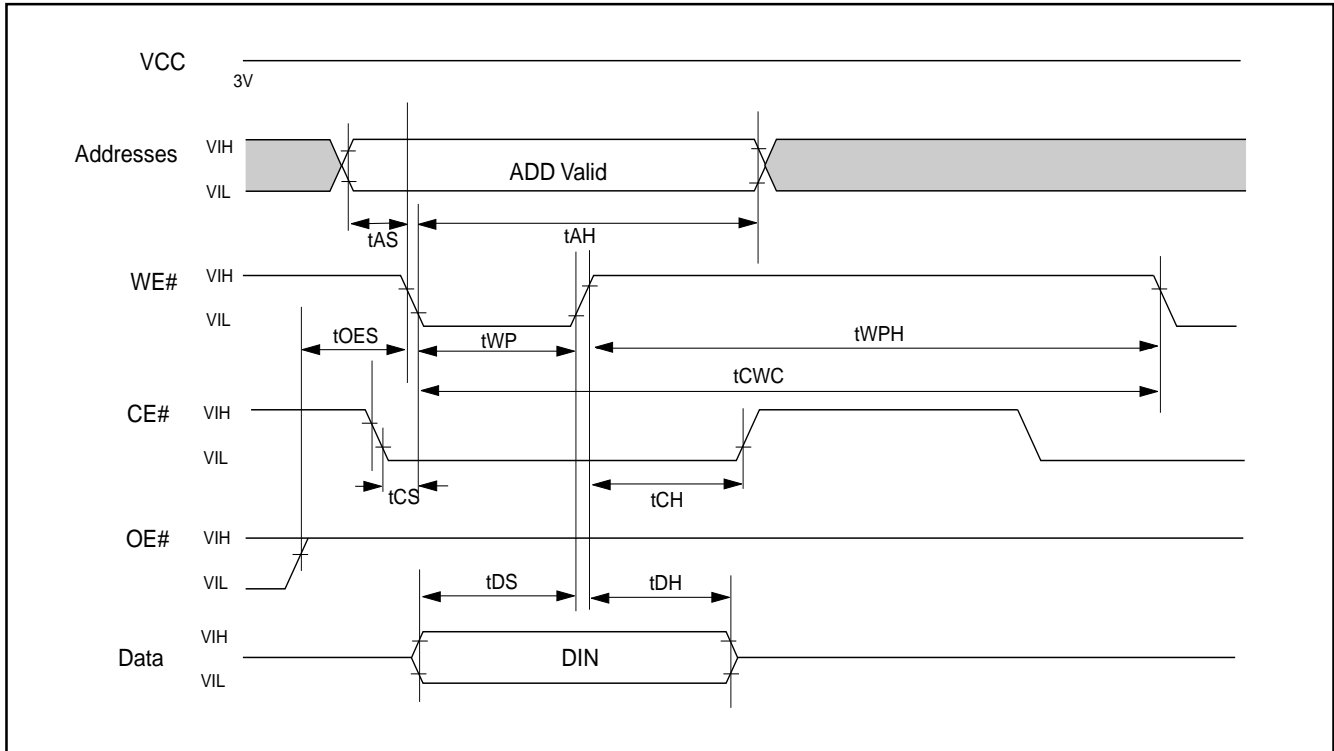 VCC
3V
Addresses
VIH
ADD Valid
VIL
tAS
tAH
WE#
VIH
VIL
tOES
tWP
tWPH
tCWC
CE#
VIH
VIL
tCS
tCH
OE#
VIH
VIL
tDS
tDH
Data
VIH
DIN
VIL